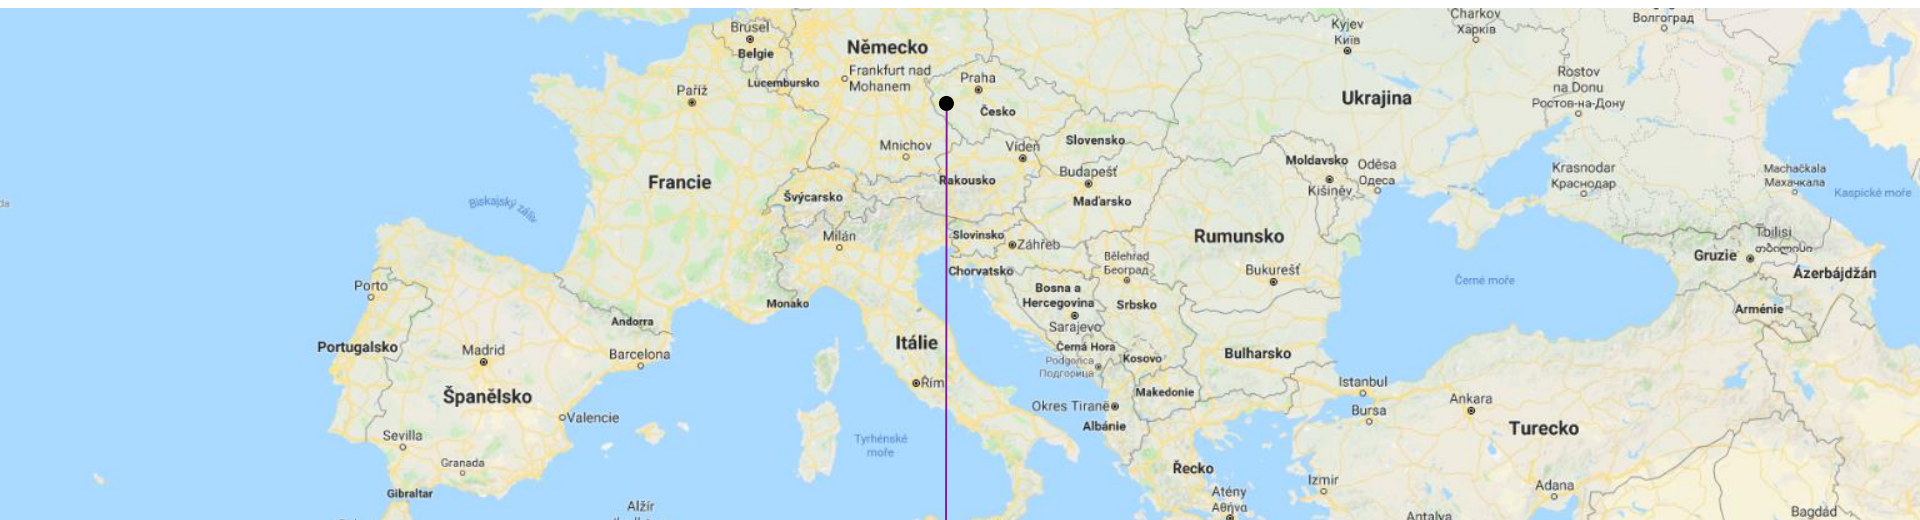 Brusel
Belgie
Německo
Frankfurt nad
Mohanem
Lucembursko
Paříž
Praha
Česko
Kyjev
Київ
Charkov
Харків
Волгоград
Ukrajina
Rostov
na Donu
Ростов-на-Дону
Mnichov
Vídeň
Slovensko
Rakousko
Budapešť
Maďarsko
Moldavsko
Kišiněv
Oděsa
Одеса
Krasnodar
Краснодар
Machačkala
Махачкала
Kaspické moře
Francie
Švýcarsko
Biskajský záliv
da
Milán
Slovinsko
Záhřeb
Chorvatsko
Bělehrad
Београд
Rumunsko
Bukurešť
Černé moře
Gruzie
Tbilisi
თბილისი
Ázerbájdžán
Arménie
Porto
Portugalsko
Madrid
Španělsko
Andorra
Barcelona
Valencie
Monako
Itálie
Řím
Bosna a
Hercegovina
Sarajevo
Srbsko
Černá Hora
Podgorica
Подгорица
Kosovo
Bulharsko
Makedonie
Okres Tirané
Albánie
Istanbul
Bursa
Ankara
Turecko
Sevilla
Granada
Gibraltar
Tyrhénské
moře
Alžír
Řecko
Atény
Αθήνα
Izmir
Antalya
Adana
Bagdád